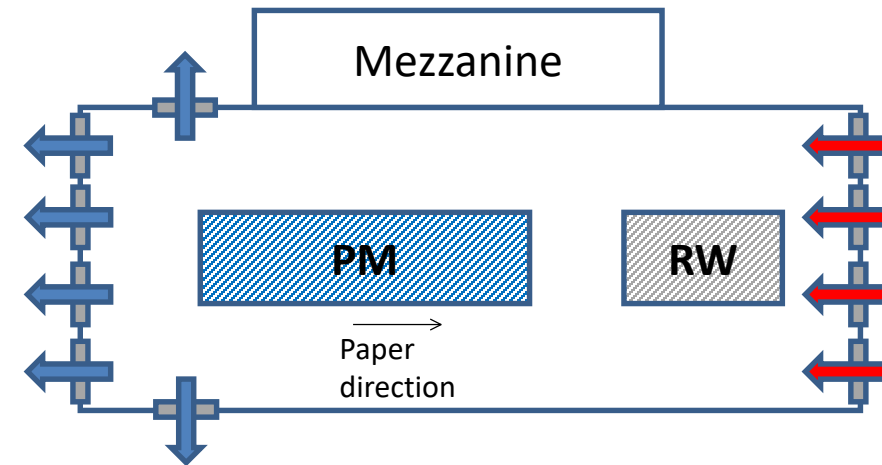 Mezzanine
PM
RW
Paper
direction